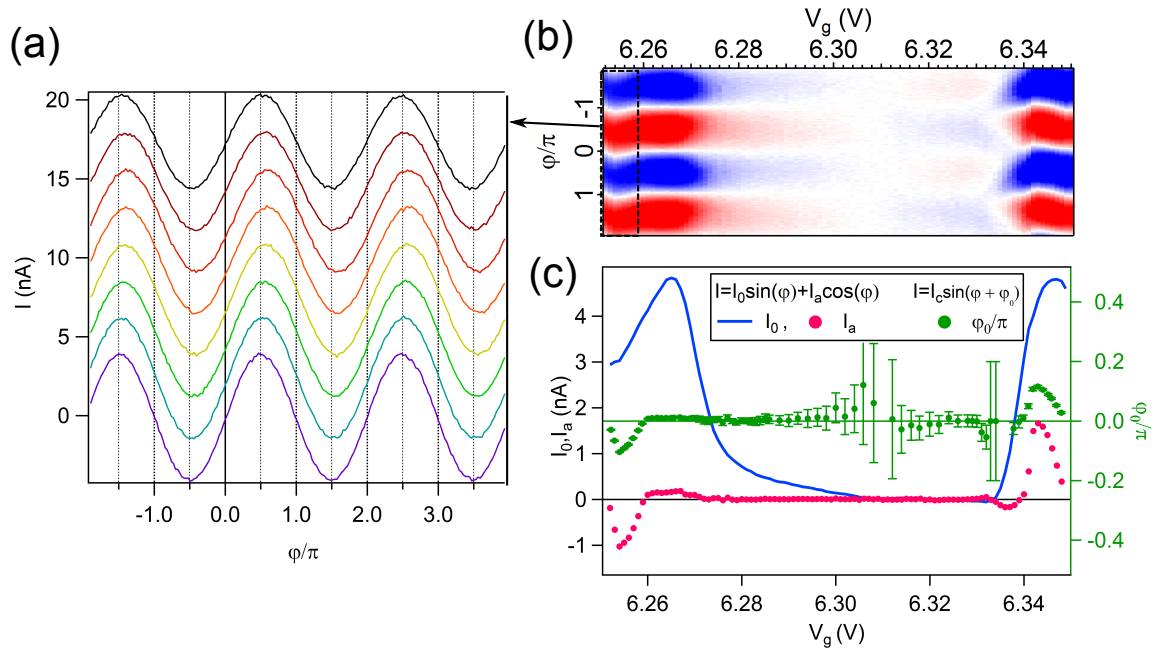 (a)
20
15
10
5
0
I (nA)
-1.0 0.0 1.0 2.0 3.0
φ/π
(b)
V_g (V)
6.26 6.28 6.30 6.32 6.34
-1
0
1
φ/π
(c)
I=I_0sin(φ)+I_acos(φ) I=I_csin(φ + φ_0)
I_0 , I_a φ_0/π
4
3
2
1
0
-1
I_0,I_a (nA)
0.4
0.2
0.0
-0.2
-0.4
φ_0/π
6.26 6.28 6.30 6.32 6.34
V_g (V)